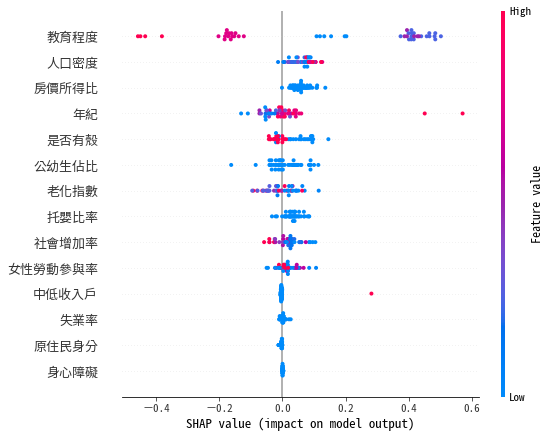 High
教育程度
人口密度
房價所得比
年紀
是否有殼
公幼生佔比
老化指數
托嬰比率
社會增加率
女性勞動參與率
中低收入戶
失業率
原住民身分
身心障礙
Feature value
Low
−0.4 −0.2 0.0 0.2 0.4 0.6
SHAP value (impact on model output)